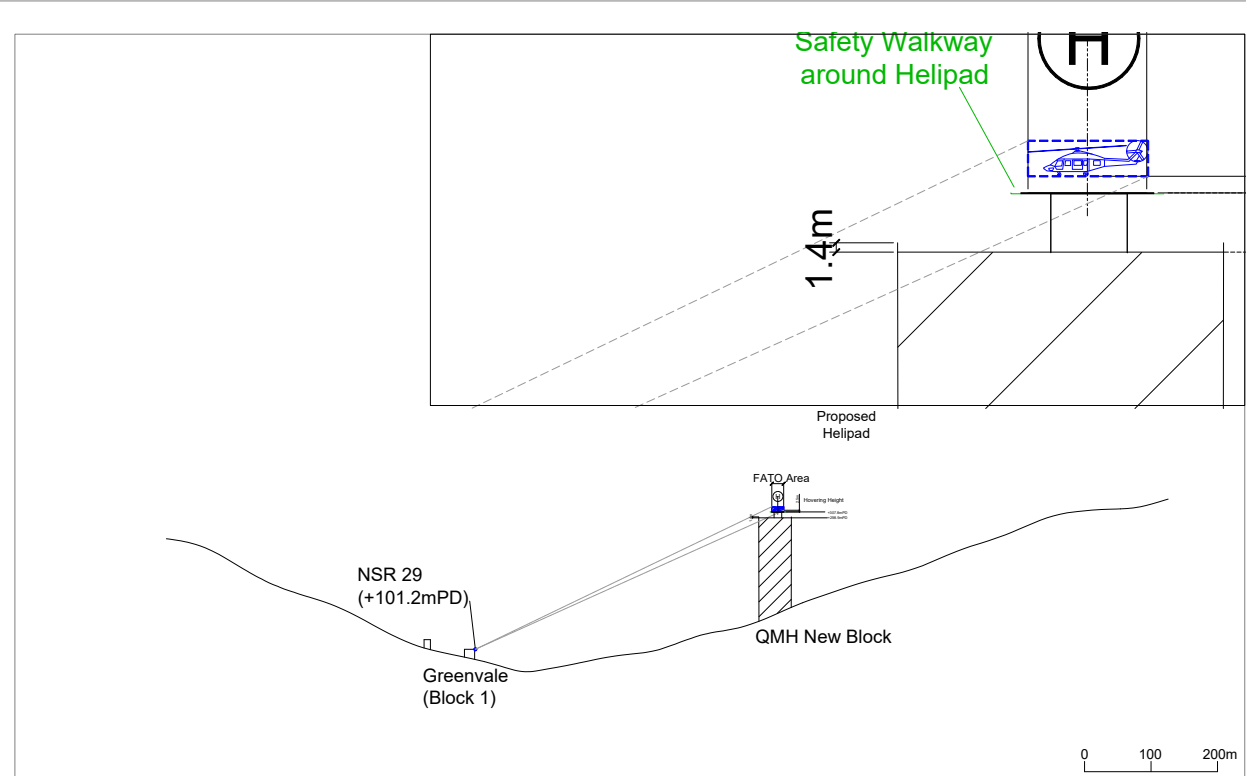 Safety Walkway
around Helipad
H
1.4m
Proposed
Helipad
FATO Area
H
Hovering Height
NSR 29
(+101.2mPD)
QMH New Block
Greenvale
(Block 1)
0 100 200m